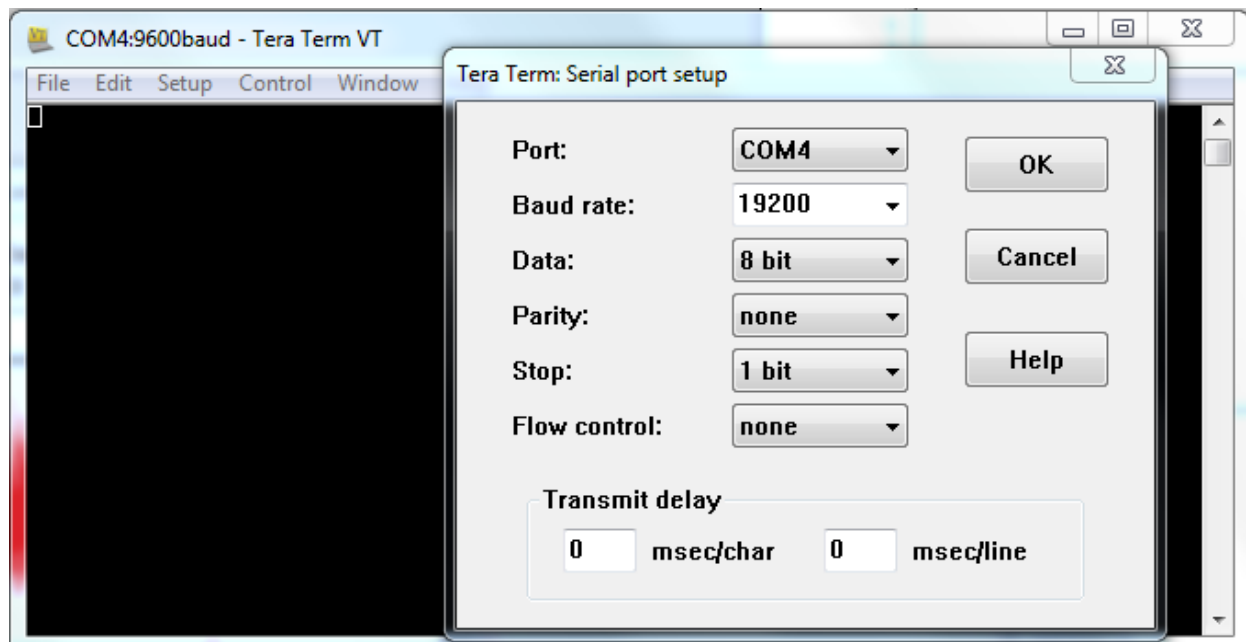 COM4:9600baud - Tera Term VT
File Edit Setup Control Window
Tera Term: Serial port setup
Port: COM4
OK
Baud rate: 19200
Data: 8 bit
Cancel
Parity: none
Stop: 1 bit
Help
Flow control: none
Transmit delay
0 msec/char 0 msec/line